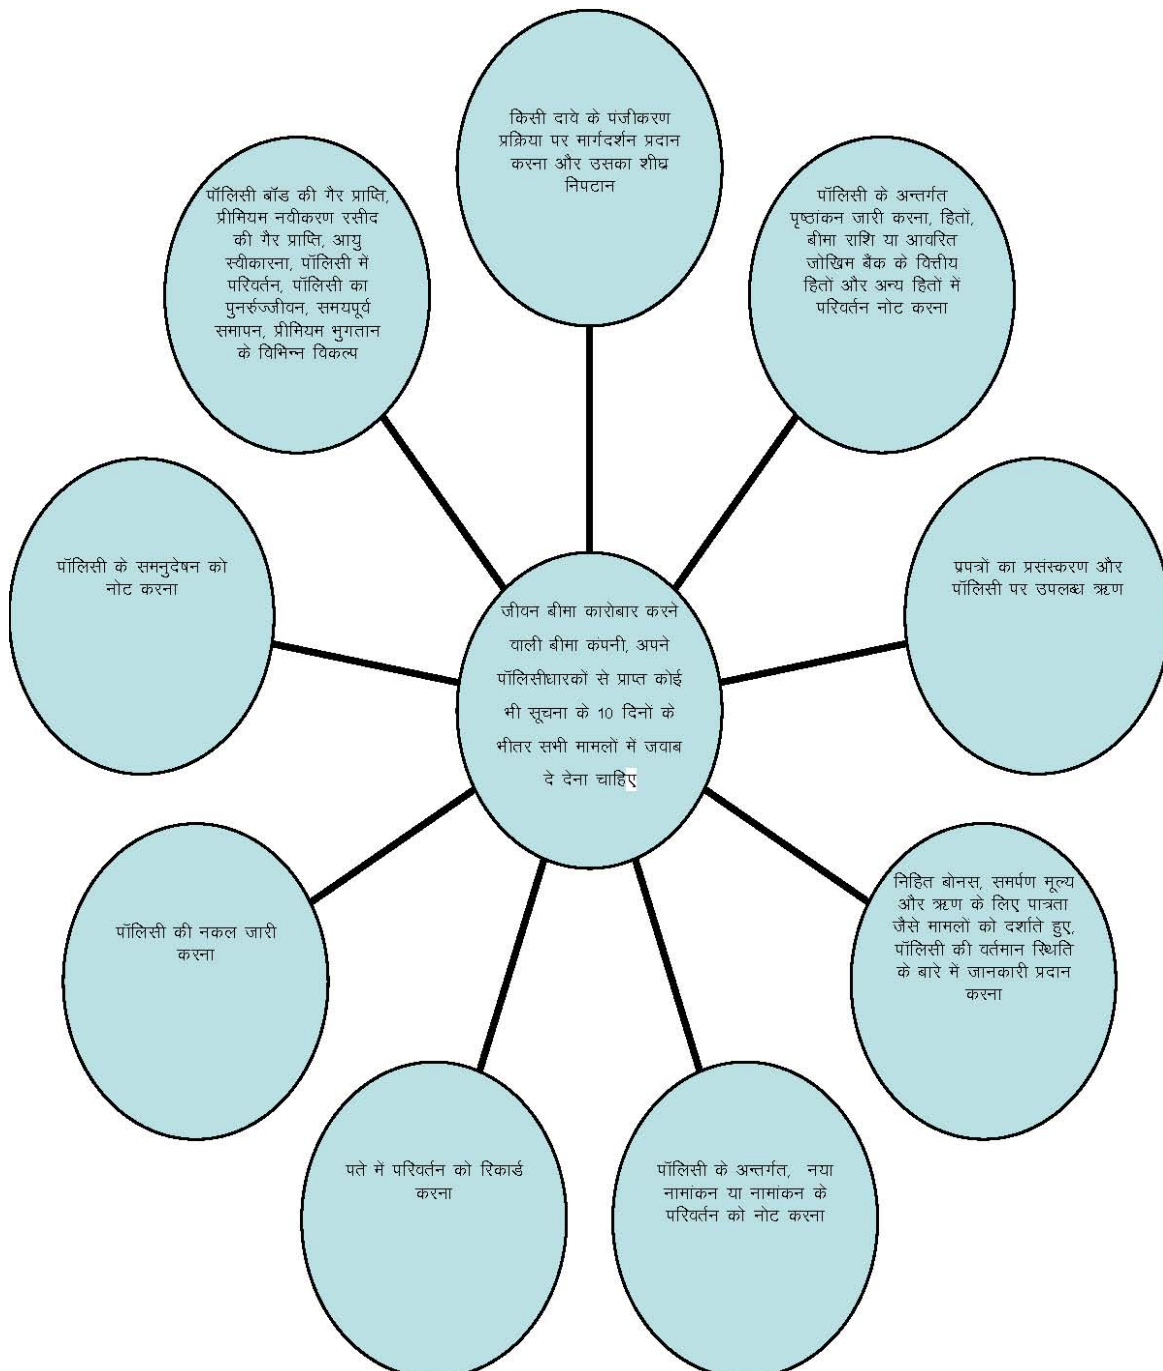 किसी दावे के पंजीकरण
प्रक्रिया पर मार्गदर्शन प्रदान
करना और उसका शीघ्र
निपटान
पॉलिसी के अन्तर्गत
पृष्ठांकन जारी करना, हितों,
बीमा राशि या आवरित
जोखिम बैंक के वित्तीय
हितों और अन्य हितों में
परिवर्तन नोट करना
प्रपत्रों का प्रसंस्करण और
पॉलिसी पर उपलब्ध ऋण
निहित बोनस, समर्पण मूल्य
और ऋण के लिए पात्रता
जैसे मामलों को दर्शाते हुए,
पॉलिसी की वर्तमान स्थिति
के बारे में जानकारी प्रदान
करना
पॉलिसी के अन्तर्गत, नया
नामांकन या नामांकन के
परिवर्तन को नोट करना
पते में परिवर्तन को रिकार्ड
करना
पॉलिसी की नकल जारी
करना
पॉलिसी के समनुदेषन को
नोट करना
पॉलिसी बॉड की गैर प्राप्ति,
प्रीमियम नवीकरण रसीद
की गैर प्राप्ति, आयु
स्वीकारना, पॉलिसी में
परिवर्तन, पॉलिसी का
पुनर्रुज्जीवन, समयपूर्व
समापन, प्रीमियम भुगतान
के विभिन्न विकल्प
जीवन बीमा कारोबार करने
वाली बीमा कंपनी, अपने
पॉलिसीधारकों से प्राप्त कोई
भी सूचना के 10 दिनों के
भीतर सभी मामलों में जवाब
दे देना चाहिए